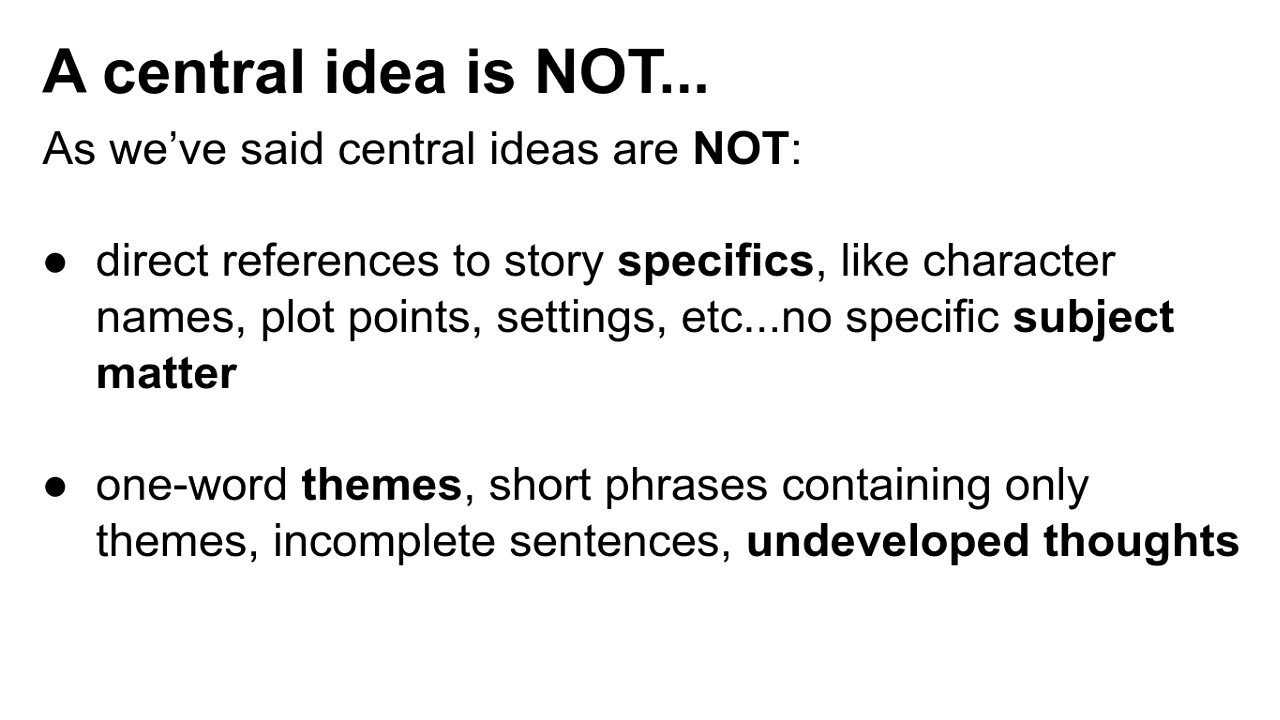 A central idea is NOT...
As we’ve said central ideas are NOT:
● direct references to story specifics, like character
names, plot points, settings, etc...no specific subject
matter
● one-word themes, short phrases containing only
themes, incomplete sentences, undeveloped thoughts